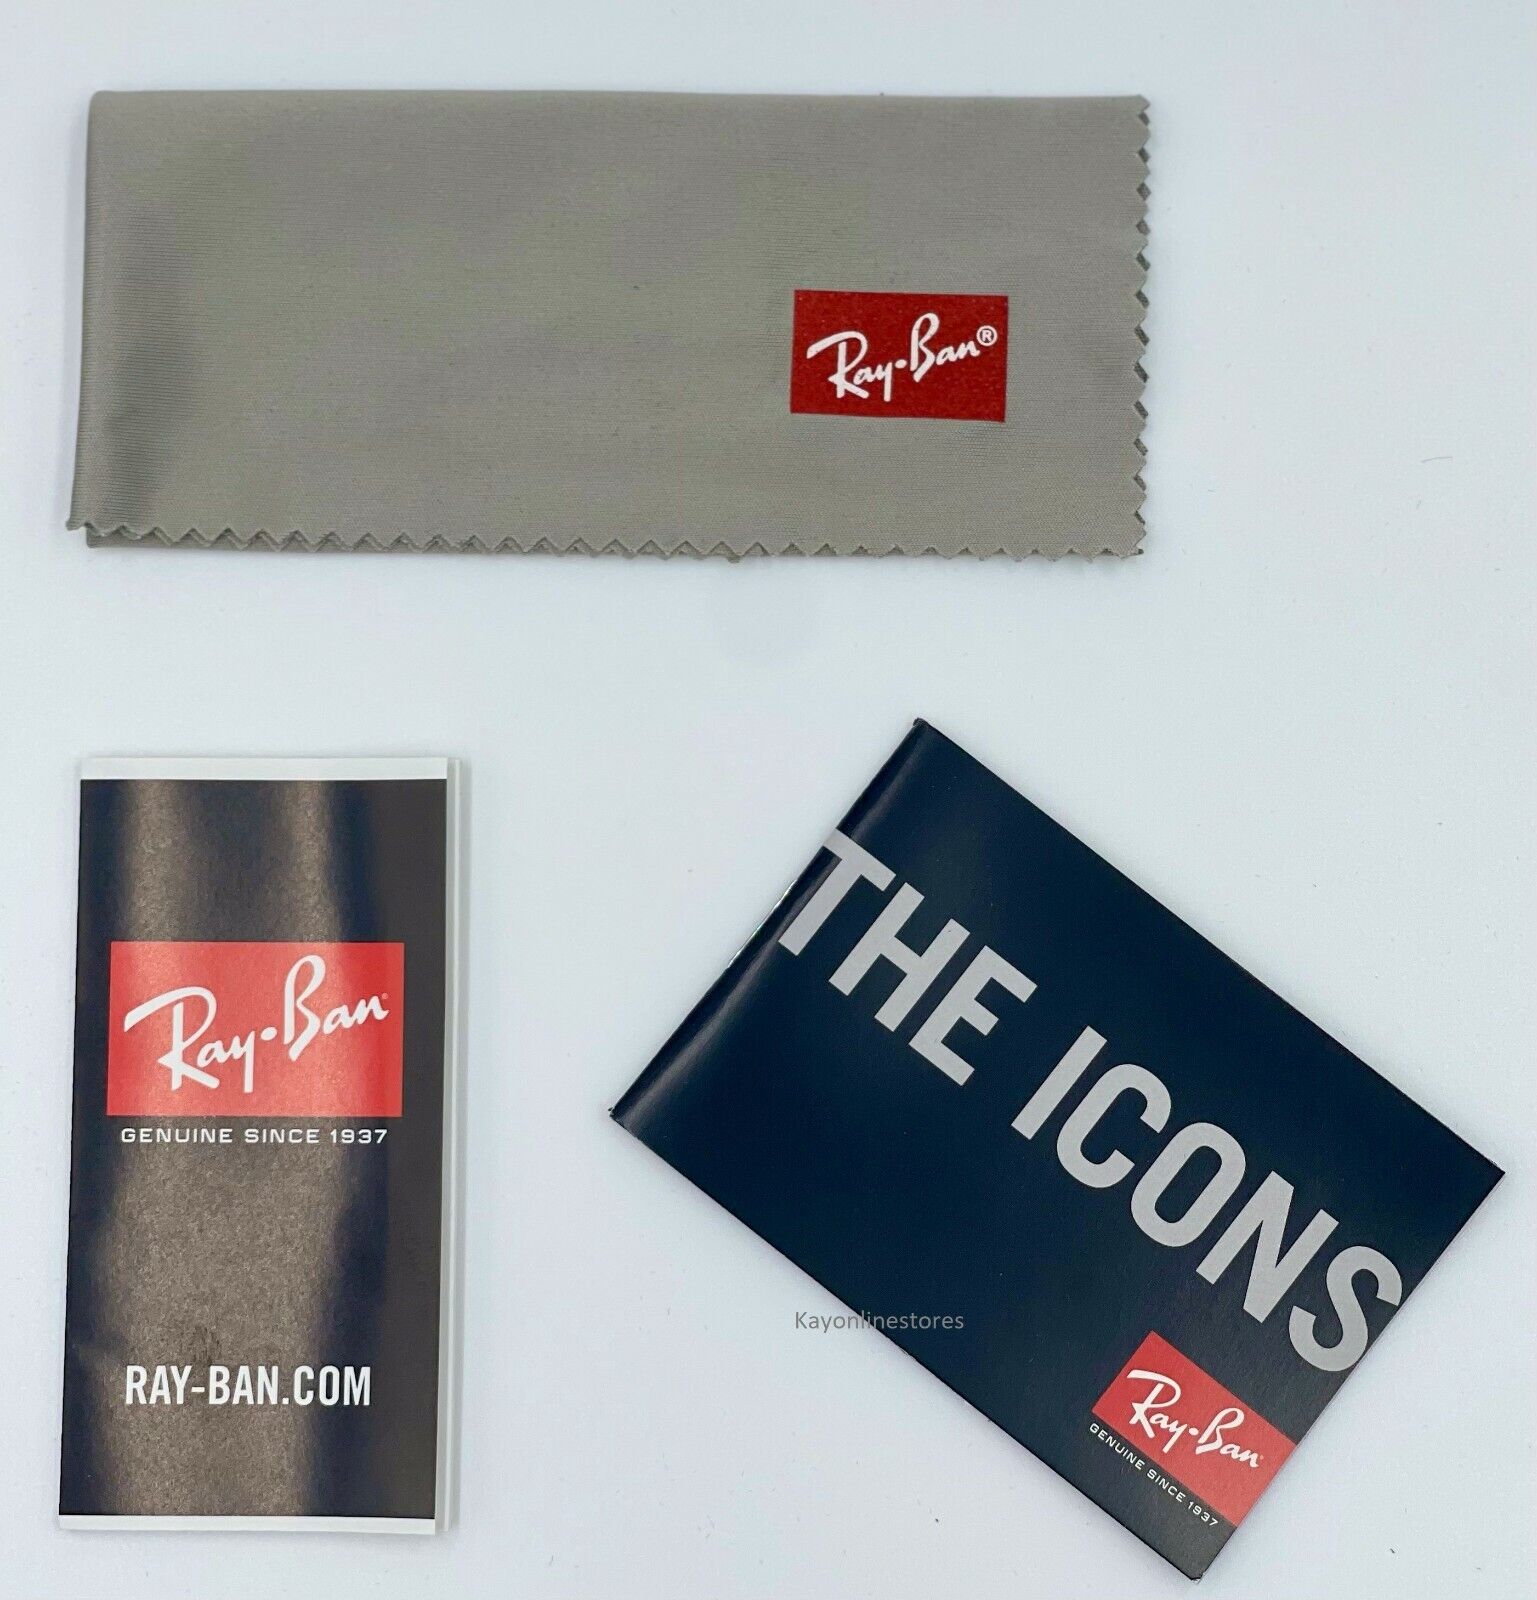 Ray-Ban®
Ray-Ban
GENUINE SINCE 1937
RAY-BAN.COM
THE ICONS
Kayonlinestores
Ray-Ban
GENUINE SINCE 1937